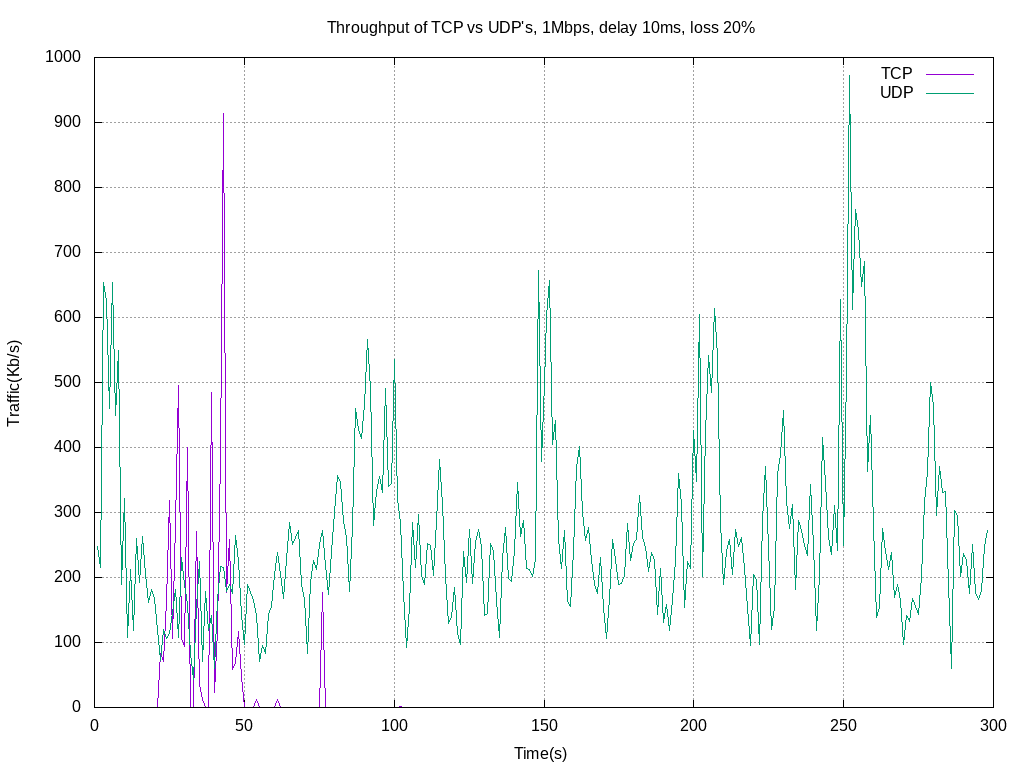 Throughput of TCP vs UDP's, 1Mbps, delay 10ms, loss 20%
TCP
UDP
1000
900
800
700
600
500
400
300
200
100
0
Traffic(Kb/s)
0 50 100 150 200 250 300
Time(s)